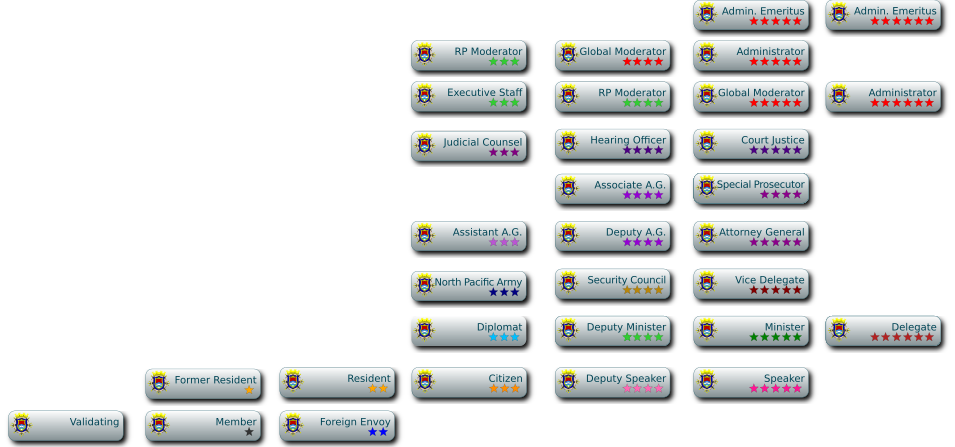 Admin. Emeritus Admin. Emeritus
RP Moderator Global Moderator Administrator
Executive Staff RP Moderator Global Moderator Administrator
Judicial Counsel Hearing Officer Court Justice
Associate A.G. Special Prosecutor
Assistant A.G. Deputy A.G. Attorney General
North Pacific Army Security Council Vice Delegate
Diplomat Deputy Minister Minister Delegate
Former Resident Resident Citizen Deputy Speaker Speaker
Validating Member Foreign Envoy